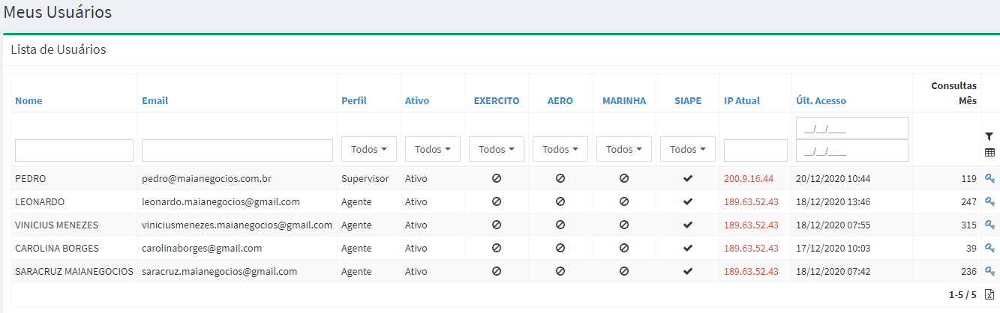 Meus Usuários
Lista de Usuários
Nome Email Perfil Ativo EXERCITO AERO MARINHA SIAPE IP Atual Últ. Acesso Consultas Mês
__/__/____
Todos Todos Todos Todos Todos Todos __/__/____
PEDRO pedro@maianegocios.com.br Supervisor Ativo 200.9.16.44 20/12/2020 10:44 119
LEONARDO leonardo.maianegocios@gmail.com Agente Ativo 189.63.52.43 18/12/2020 13:46 247
VINICIUS MENEZES viniciusmenezes.maianegocios@gmail.com Agente Ativo 189.63.52.43 18/12/2020 07:55 315
CAROLINA BORGES carolinaborges@gmail.com Agente Ativo 189.63.52.43 17/12/2020 10:03 39
SARACRUZ MAIANEGOCIOS saracruz.maianegocios@gmail.com Agente Ativo 189.63.52.43 18/12/2020 07:42 236
1-5 / 5